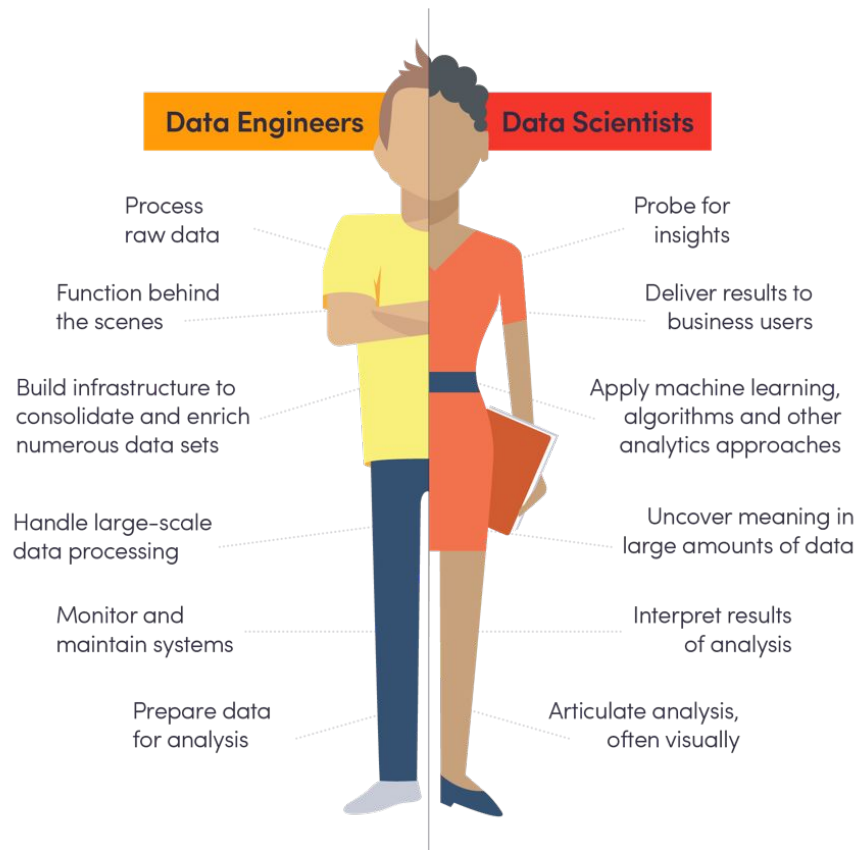 Data Engineers
Process
raw data
Function behind
the scenes
Build infrastructure to
consolidate and enrich
numerous data sets
Handle large-scale
data processing
Monitor and
maintain systems
Prepare data
for analysis
Data Scientists
Probe for
insights
Deliver results to
business users
Apply machine learning,
algorithms and other
analytics approaches
Uncover meaning in
large amounts of data
Interpret results
of analysis
Articulate analysis,
often visually